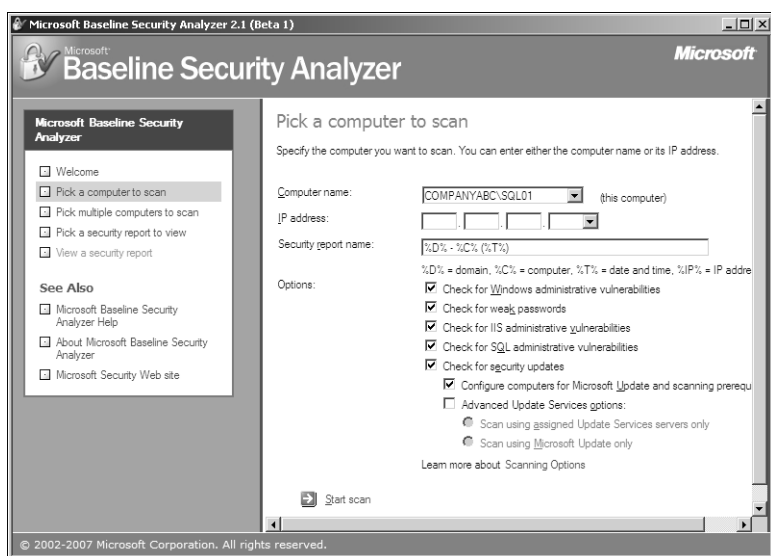 Microsoft Baseline Security Analyzer 2.1 (Beta 1)
Microsoft
Baseline Security Analyzer
Microsoft
Microsoft Baseline Security
Analyzer
Welcome
Pick a computer to scan
Pick multiple computers to scan
Pick a security report to view
View a security report
See Also
Microsoft Baseline Security
Analyzer Help
About Microsoft Baseline Security
Analyzer
Microsoft Security Web site
Pick a computer to scan
Specify the computer you want to scan. You can enter either the computer name or its IP address.
Computer name:
COMPANYABC\SQL01
(this computer)
IP address:
Security report name:
%D% - %C% (%T%)
%D% = domain, %C% = computer, %T% = date and time, %IP% = IP addre
Options:
Check for Windows administrative vulnerabilities
Check for weak passwords
Check for IIS administrative vulnerabilities
Check for SQL administrative vulnerabilities
Check for security updates
Configure computers for Microsoft Update and scanning prerequ
Advanced Update Services options:
Scan using assigned Update Services servers only
Scan using Microsoft Update only
Learn more about Scanning Options
Start scan
© 2002-2007 Microsoft Corporation. All rights reserved.